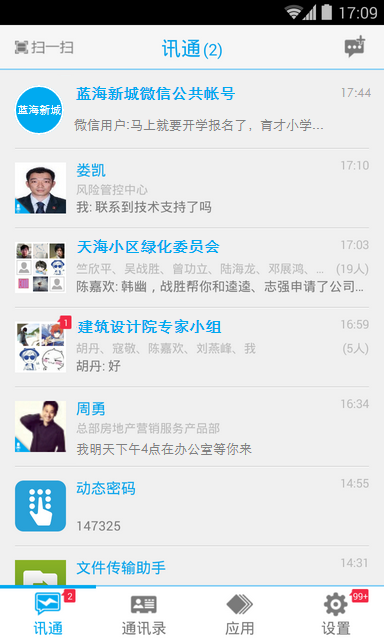 17:09
扫一扫
讯通(2)
蓝海新城
蓝海新城微信公共帐号
17:44
微信用户:马上就要开学报名了，育才小学...
娄凯
17:10
风险管控中心
我: 联系到技术支持了吗
天海小区绿化委员会
17:03
竺欣平、吴战胜、曾功立、陆海龙、邓展鸿、...
(19人)
陈嘉欢: 韩幽，战胜帮你和逵逵、志强申请了公司...
1
建筑设计院专家小组
16:59
胡丹、寇敬、陈嘉欢、刘燕峰、我
(5人)
胡丹: 好
周勇
16:34
总部房地产营销服务产品部
我明天下午4点在办公室等你来
动态密码
14:55
147325
文件传输助手
14:31
2
99+
讯通
通讯录
应用
设置